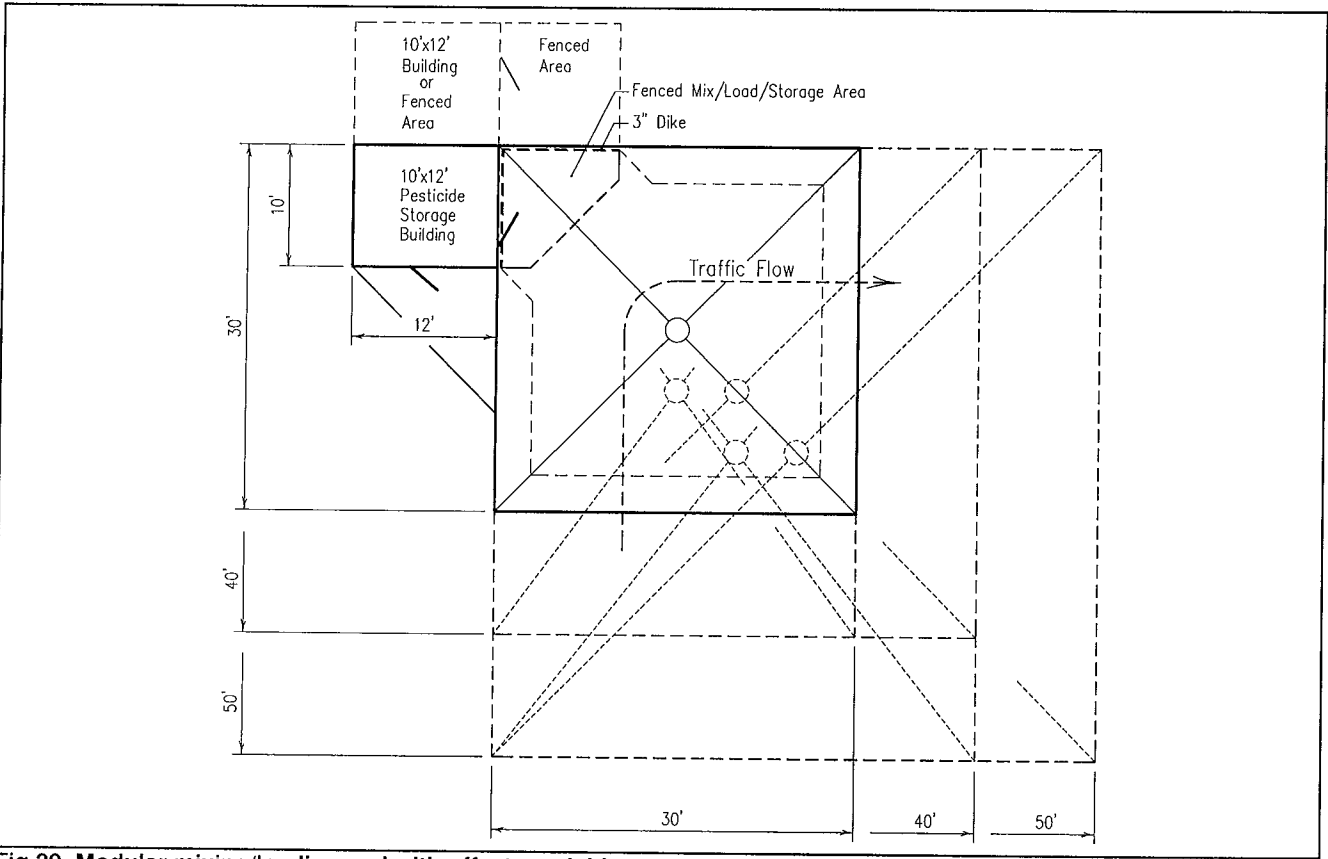 10'x12'
Building
or
Fenced
Area
Fenced
Area
Fenced Mix/Load/Storage Area
3" Dike
10'x12'
Pesticide
Storage
Building
10'
30'
12'
Traffic Flow
40'
50'
30'
40'
50'